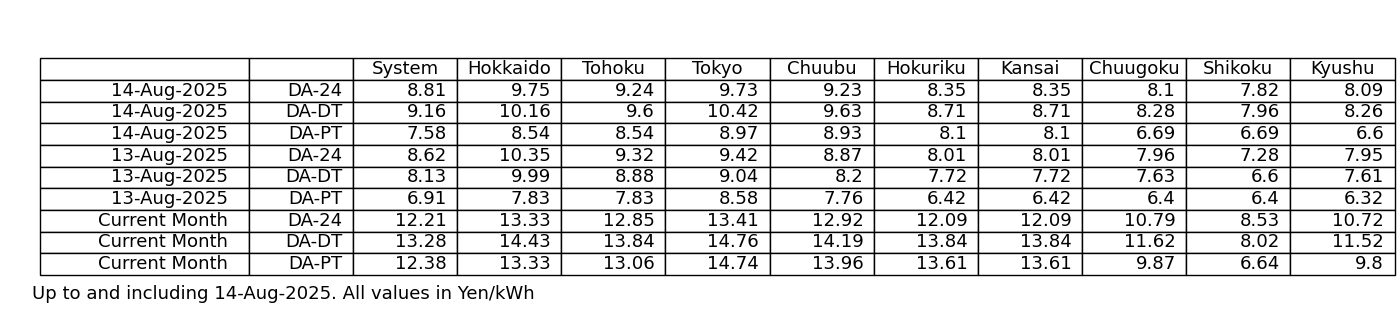 System Hokkaido Tohoku Tokyo Chuubu Hokuriku Kansai Chuugoku Shikoku Kyushu
14-Aug-2025 DA-24 8.81 9.75 9.24 9.73 9.23 8.35 8.35 8.1 7.82 8.09
14-Aug-2025 DA-DT 9.16 10.16 9.6 10.42 9.63 8.71 8.71 8.28 7.96 8.26
14-Aug-2025 DA-PT 7.58 8.54 8.54 8.97 8.93 8.1 8.1 6.69 6.69 6.6
13-Aug-2025 DA-24 8.62 10.35 9.32 9.42 8.87 8.01 8.01 7.96 7.28 7.95
13-Aug-2025 DA-DT 8.13 9.99 8.88 9.04 8.2 7.72 7.72 7.63 6.6 7.61
13-Aug-2025 DA-PT 6.91 7.83 7.83 8.58 7.76 6.42 6.42 6.4 6.4 6.32
Current Month DA-24 12.21 13.33 12.85 13.41 12.92 12.09 12.09 10.79 8.53 10.72
Current Month DA-DT 13.28 14.43 13.84 14.76 14.19 13.84 13.84 11.62 8.02 11.52
Current Month DA-PT 12.38 13.33 13.06 14.74 13.96 13.61 13.61 9.87 6.64 9.8
Up to and including 14-Aug-2025. All values in Yen/kWh